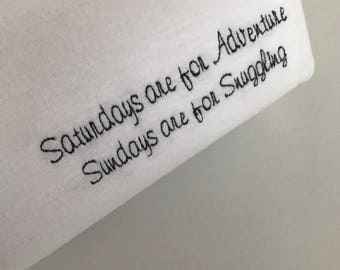 Saturdays are for Adventure
Sundays are for Snuggling